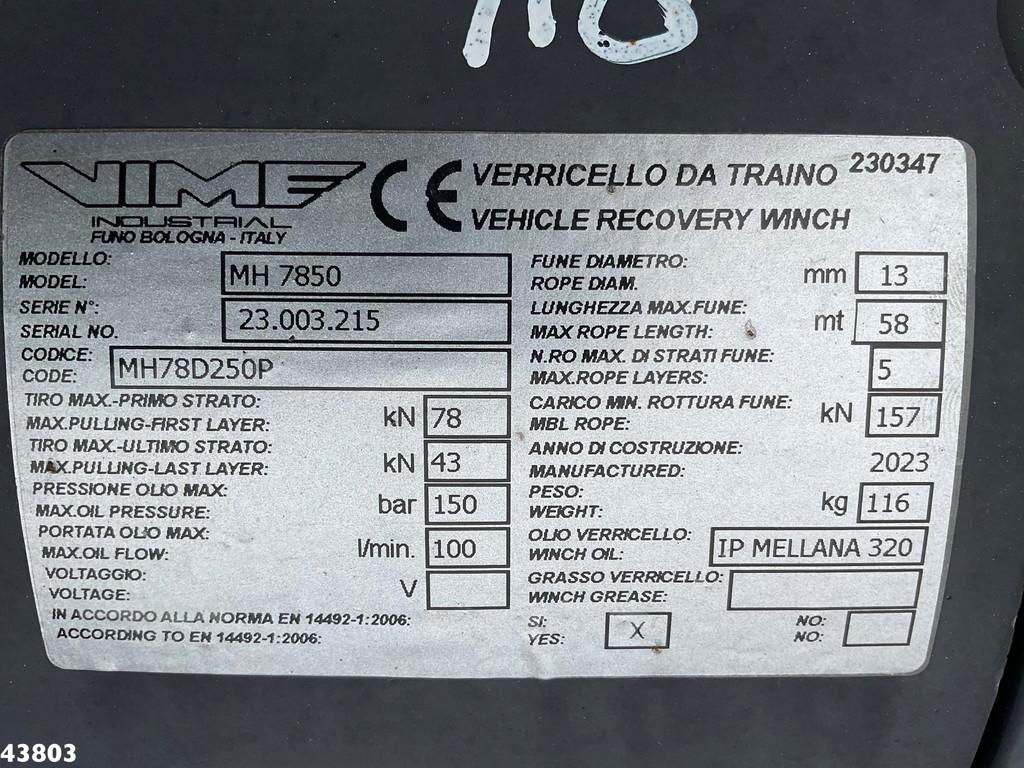 VIME
INDUSTRIAL
FUNO BOLOGNA - ITALY
CE
VERRICELLO DA TRAINO 230347
VEHICLE RECOVERY WINCH
MODELLO:
MODEL: MH 7850
SERIE N°:
SERIAL NO. 23.003.215
CODICE:
CODE: MH78D250P
TIRO MAX.-PRIMO STRATO:
MAX.PULLING-FIRST LAYER: kN 78
TIRO MAX.-ULTIMO STRATO:
MAX.PULLING-LAST LAYER: kN 43
PRESSIONE OLIO MAX:
MAX.OIL PRESSURE: bar 150
PORTATA OLIO MAX:
MAX.OIL FLOW: l/min. 100
VOLTAGGIO:
VOLTAGE: V
IN ACCORDO ALLA NORMA EN 14492-1:2006:
ACCORDING TO EN 14492-1:2006:
FUNE DIAMETRO:
ROPE DIAM. mm 13
LUNGHEZZA MAX.FUNE:
MAX ROPE LENGTH: mt 58
N.RO MAX. DI STRATI FUNE:
MAX.ROPE LAYERS: 5
CARICO MIN. ROTTURA FUNE:
MBL ROPE: kN 157
ANNO DI COSTRUZIONE:
MANUFACTURED: 2023
PESO:
WEIGHT: kg 116
OLIO VERRICELLO:
WINCH OIL: IP MELLANA 320
GRASSO VERRICELLO:
WINCH GREASE:
SI:
YES: X
NO:
NO:
43803